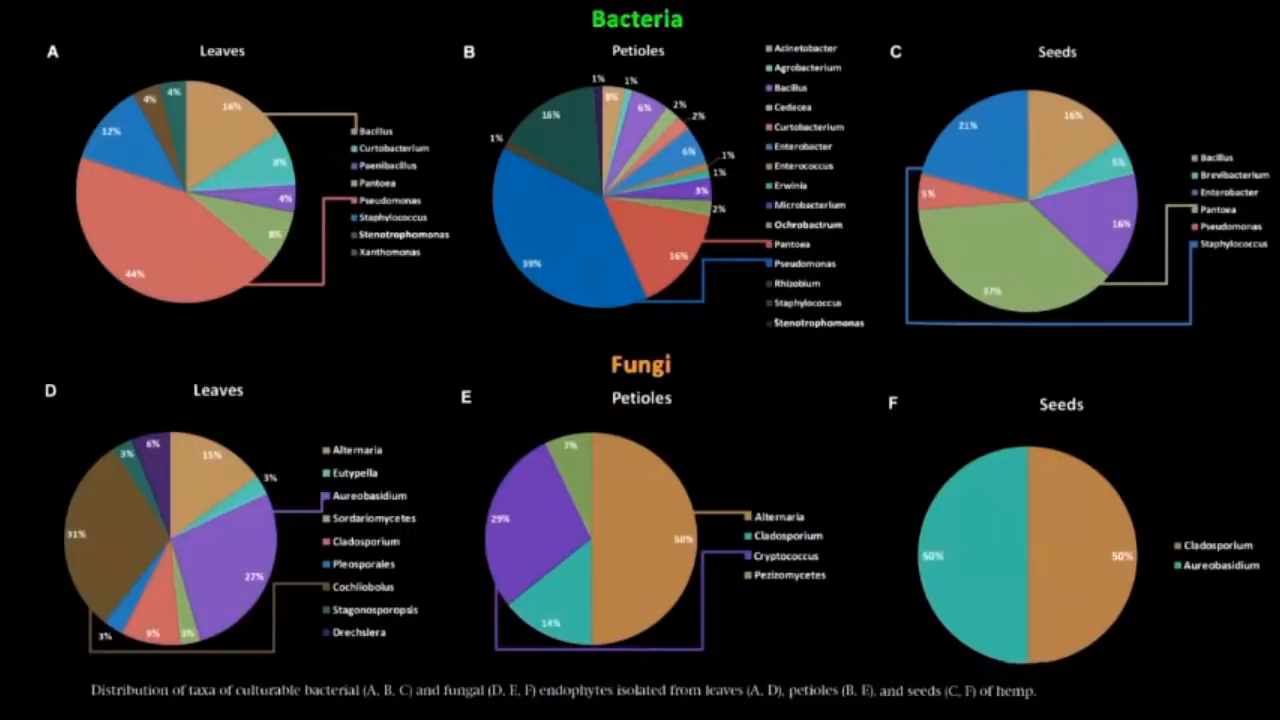 Bacteria
A
Leaves
16%
8%
4%
8%
44%
12%
4%
4%
Bacillus
Curtobacterium
Paenibacillus
Pantoea
Pseudomonas
Staphylococcus
Stenotrophomonas
Xanthomonas
B
Petioles
1%
1%
6%
2%
2%
6%
1%
1%
3%
2%
16%
39%
1%
16%
Acinetobacter
Agrobacterium
Bacillus
Cedecea
Curtobacterium
Enterobacter
Enterococcus
Erwinia
Microbacterium
Ochrobactrum
Pantoea
Pseudomonas
Rhizobium
Staphylococcus
Stenotrophomonas
C
Seeds
16%
5%
16%
37%
5%
21%
Bacillus
Brevibacterium
Enterobacter
Pantoea
Pseudomonas
Staphylococcus
Fungi
D
Leaves
15%
3%
27%
3%
9%
3%
31%
3%
6%
Alternaria
Eutypella
Aureobasidium
Sordariomycetes
Cladosporium
Pleosporales
Cochliobolus
Stagonosporopsis
Drechslera
E
Petioles
50%
14%
29%
7%
Alternaria
Cladosporium
Cryptococcus
Pezizomycetes
F
Seeds
50%
50%
Cladosporium
Aureobasidium
Distribution of taxa of culturable bacterial (A, B, C) and fungal (D, E, F) endophytes isolated from leaves (A, D), petioles (B, E), and seeds (C, F) of hemp.